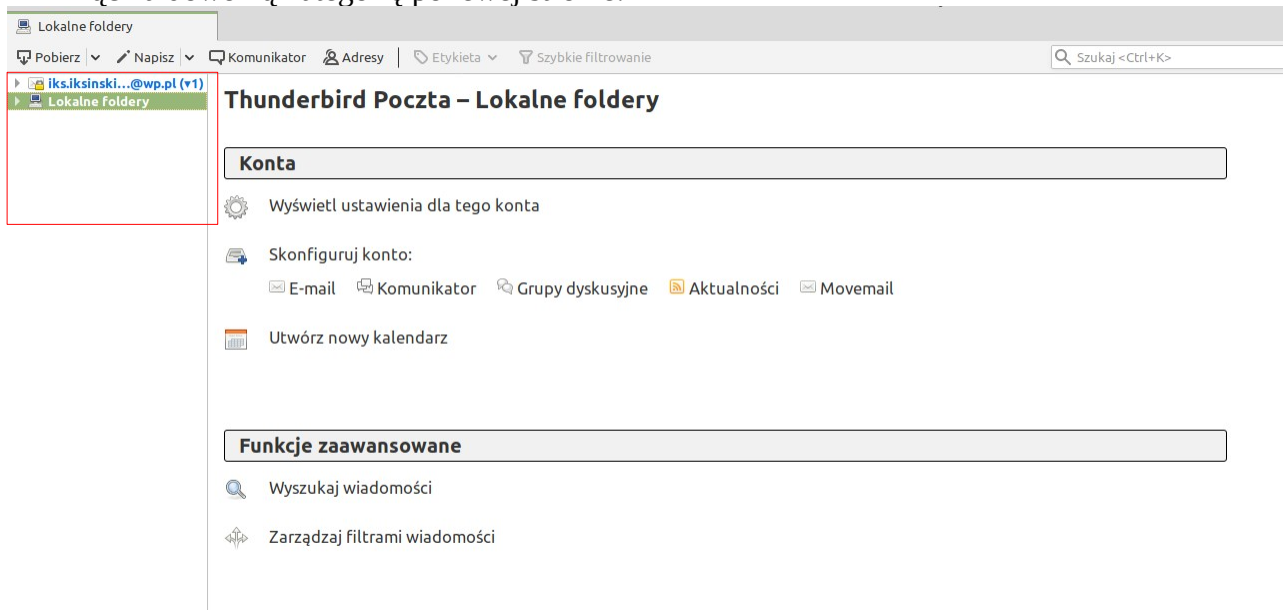 Lokalne foldery
Pobierz Napisz Komunikator Adresy Etykieta Szybkie filtrowanie Szukaj <Ctrl+K>
iks.iksinski...@wp.pl (▾1)
Lokalne foldery
Thunderbird Poczta – Lokalne foldery
Konta
Wyświetl ustawienia dla tego konta
Skonfiguruj konto:
E-mail Komunikator Grupy dyskusyjne Aktualności Movemail
Utwórz nowy kalendarz
Funkcje zaawansowane
Wyszukaj wiadomości
Zarządzaj filtrami wiadomości